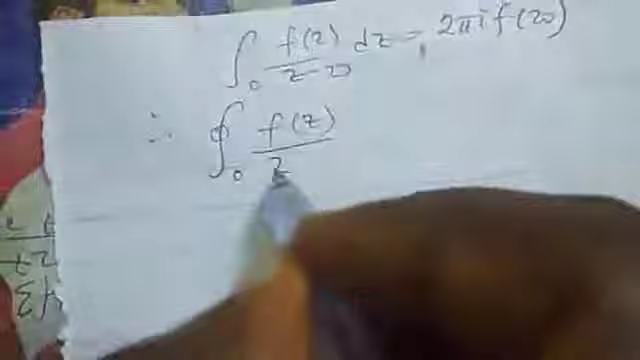 ∫₀ f(z)/(z-z0) dz = 2πi f(z0)
∴ ∮₀ f(z)/z